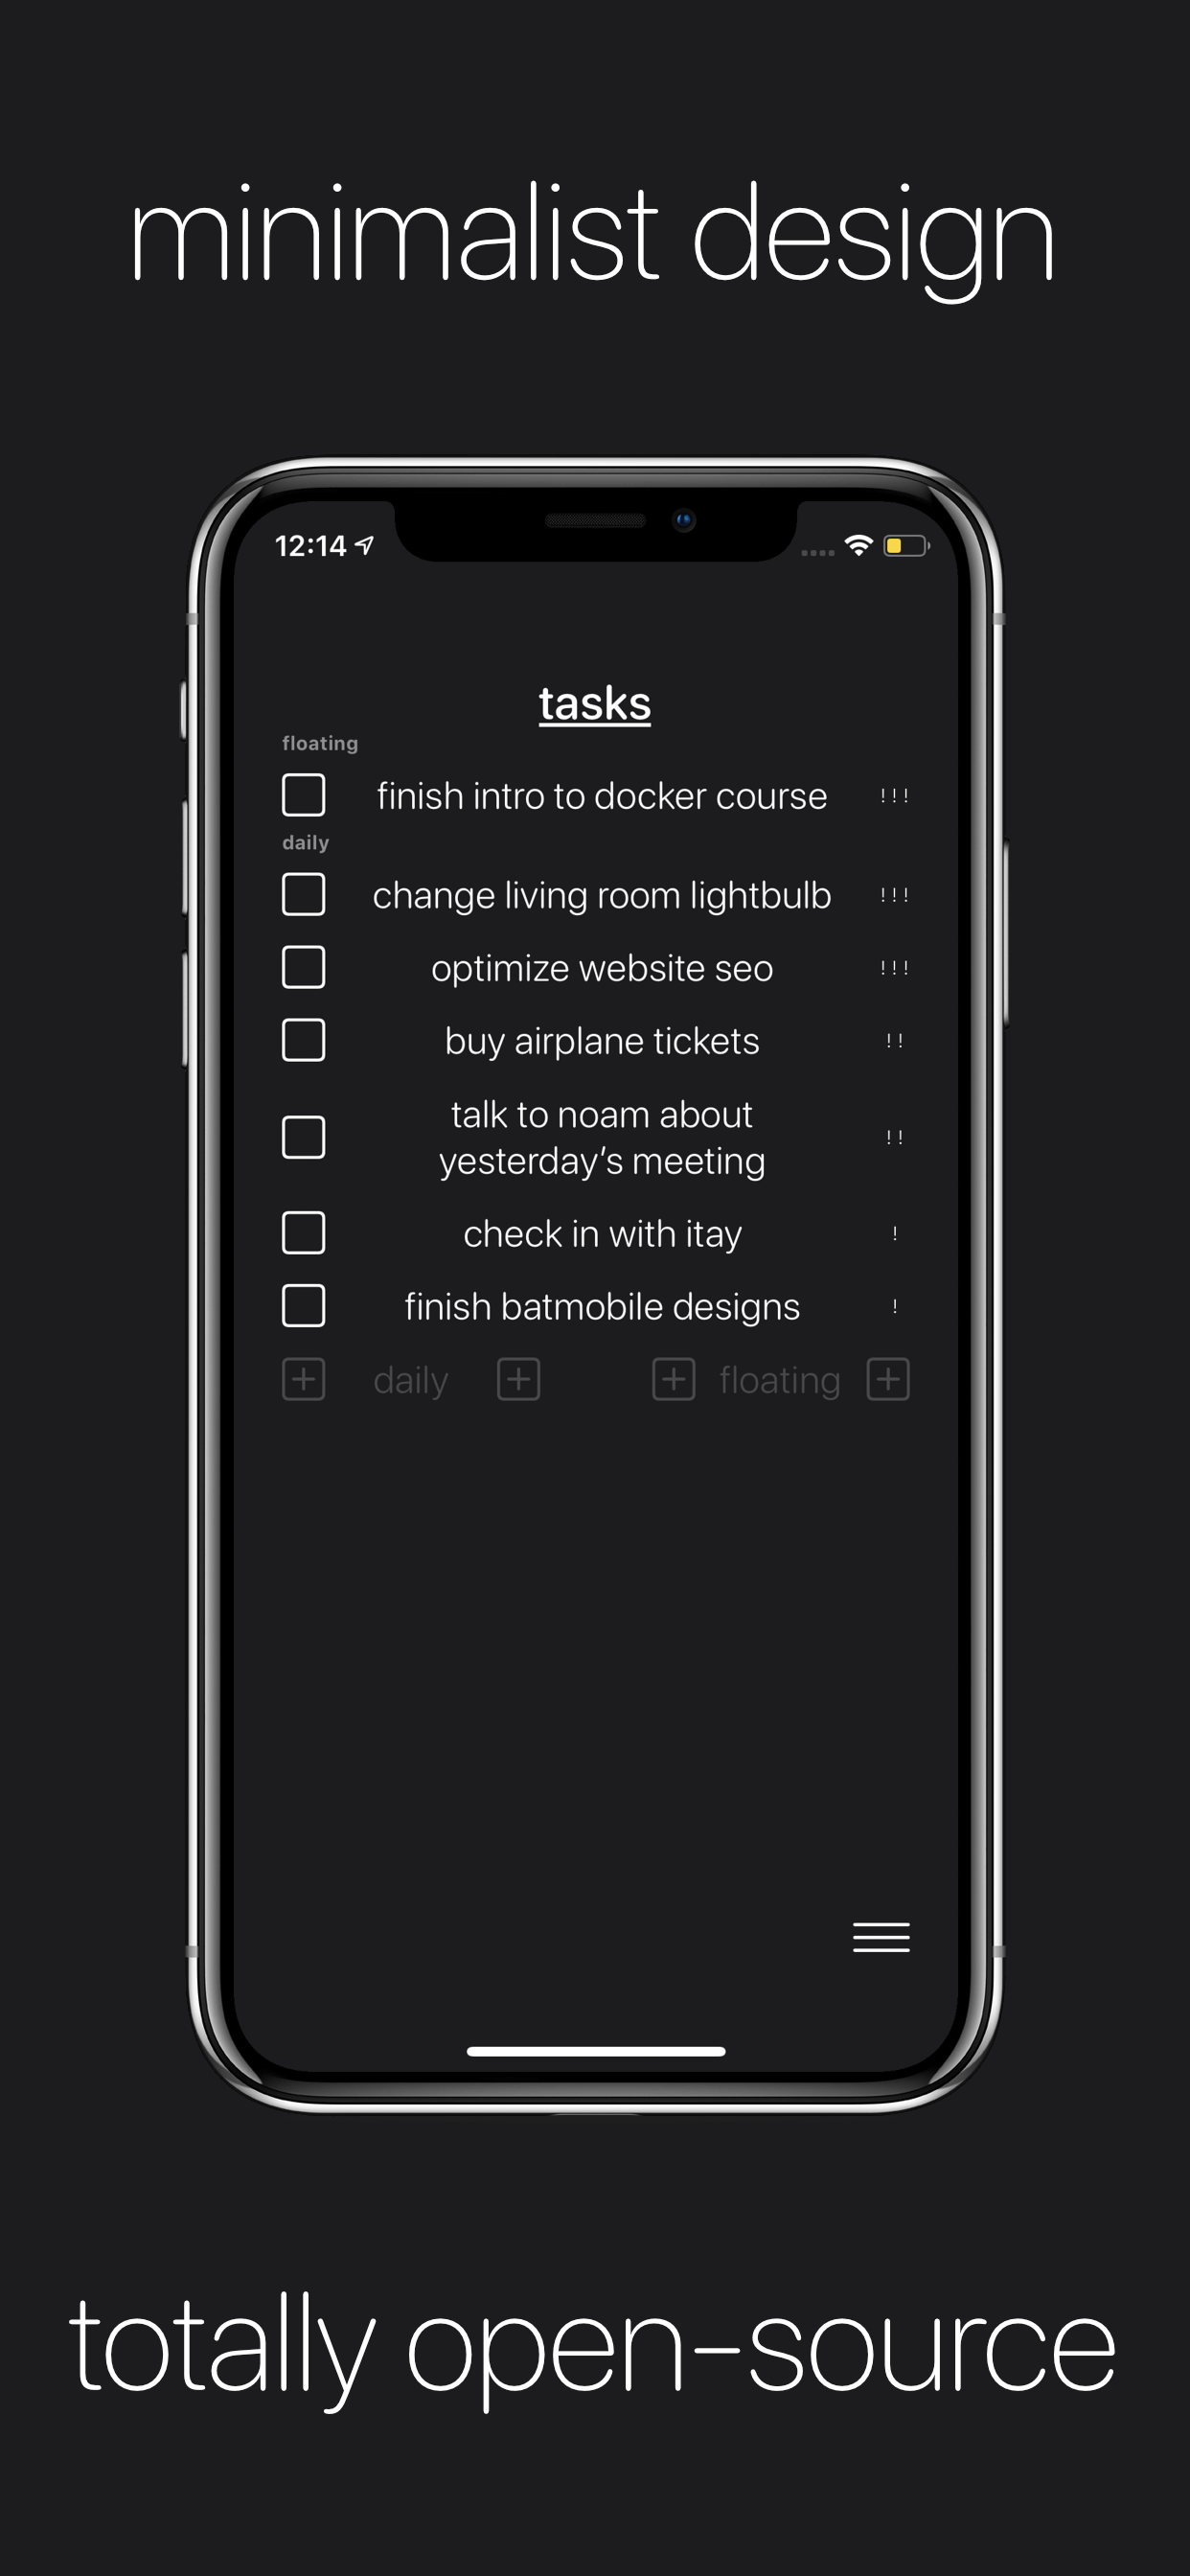 minimalist design
12:14
tasks
floating
finish intro to docker course !!!
daily
change living room lightbulb !!!
optimize website seo !!!
buy airplane tickets !!
talk to noam about
yesterday’s meeting !!
check in with itay !
finish batmobile designs !
daily floating
totally open-source